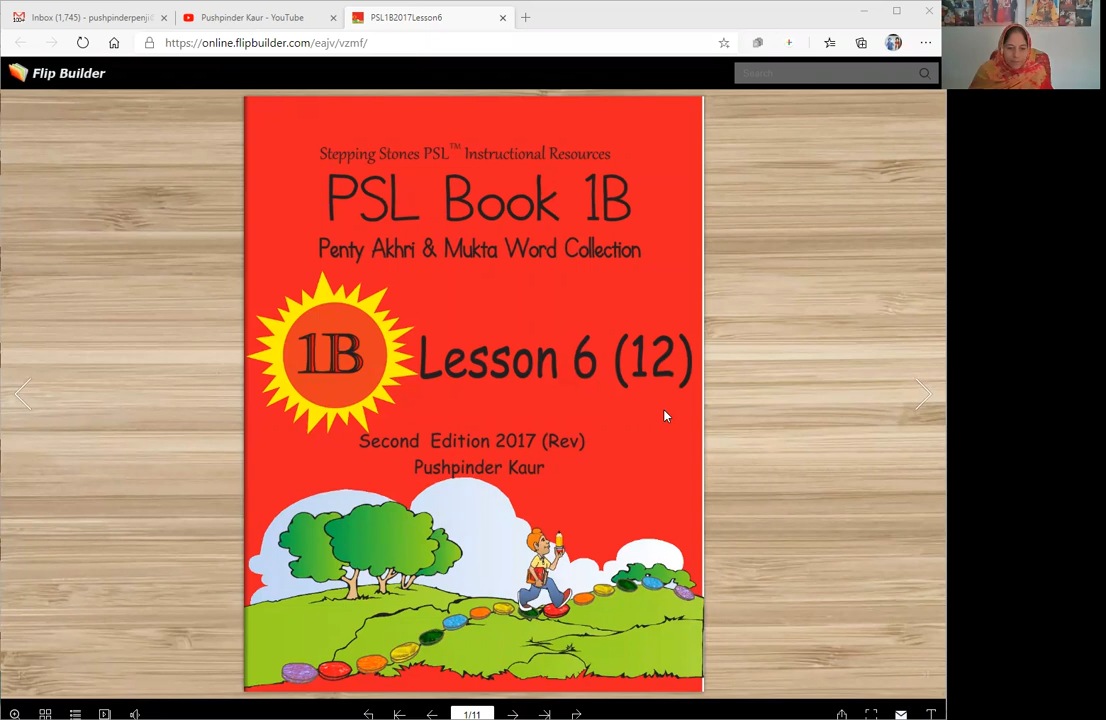 Inbox (1,745) - pushpinderpenji@
Pushpinder Kaur - YouTube
PSL1B2017Lesson6
https://online.flipbuilder.com/eajv/vzmf/
Flip Builder
Search
Stepping Stones PSL™ Instructional Resources
PSL Book 1B
Penty Akhri & Mukta Word Collection
1B
Lesson 6 (12)
Second Edition 2017 (Rev)
Pushpinder Kaur
1/11